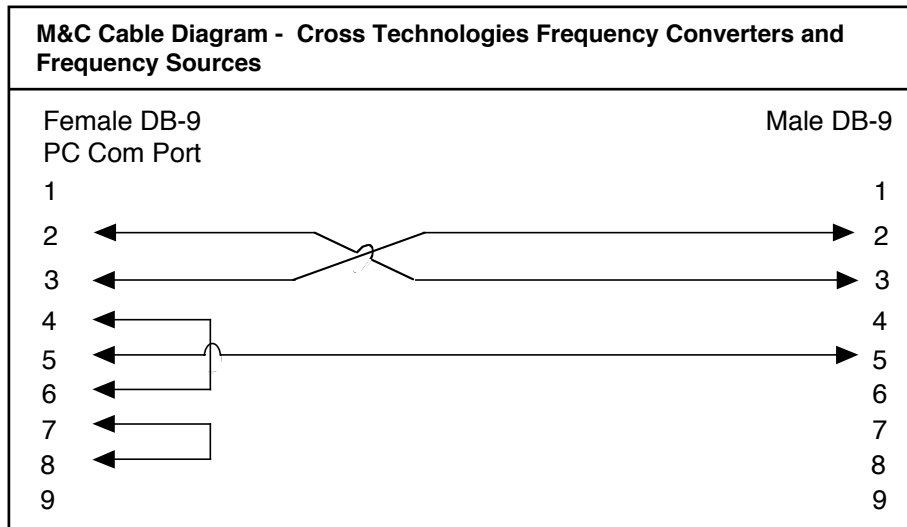 M&C Cable Diagram -  Cross Technologies Frequency Converters and
Frequency Sources
Female DB-9 Male DB-9
PC Com Port
1 1
2 2
3 3
4 4
5 5
6 6
7 7
8 8
9 9